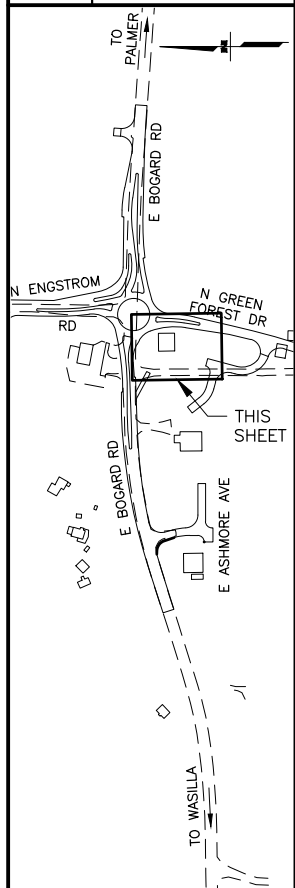 TO
PALMER
E BOGARD RD
N ENGSTROM
RD
N GREEN
FOREST DR
THIS
SHEET
E BOGARD RD
E ASHMORE AVE
TO WASILLA